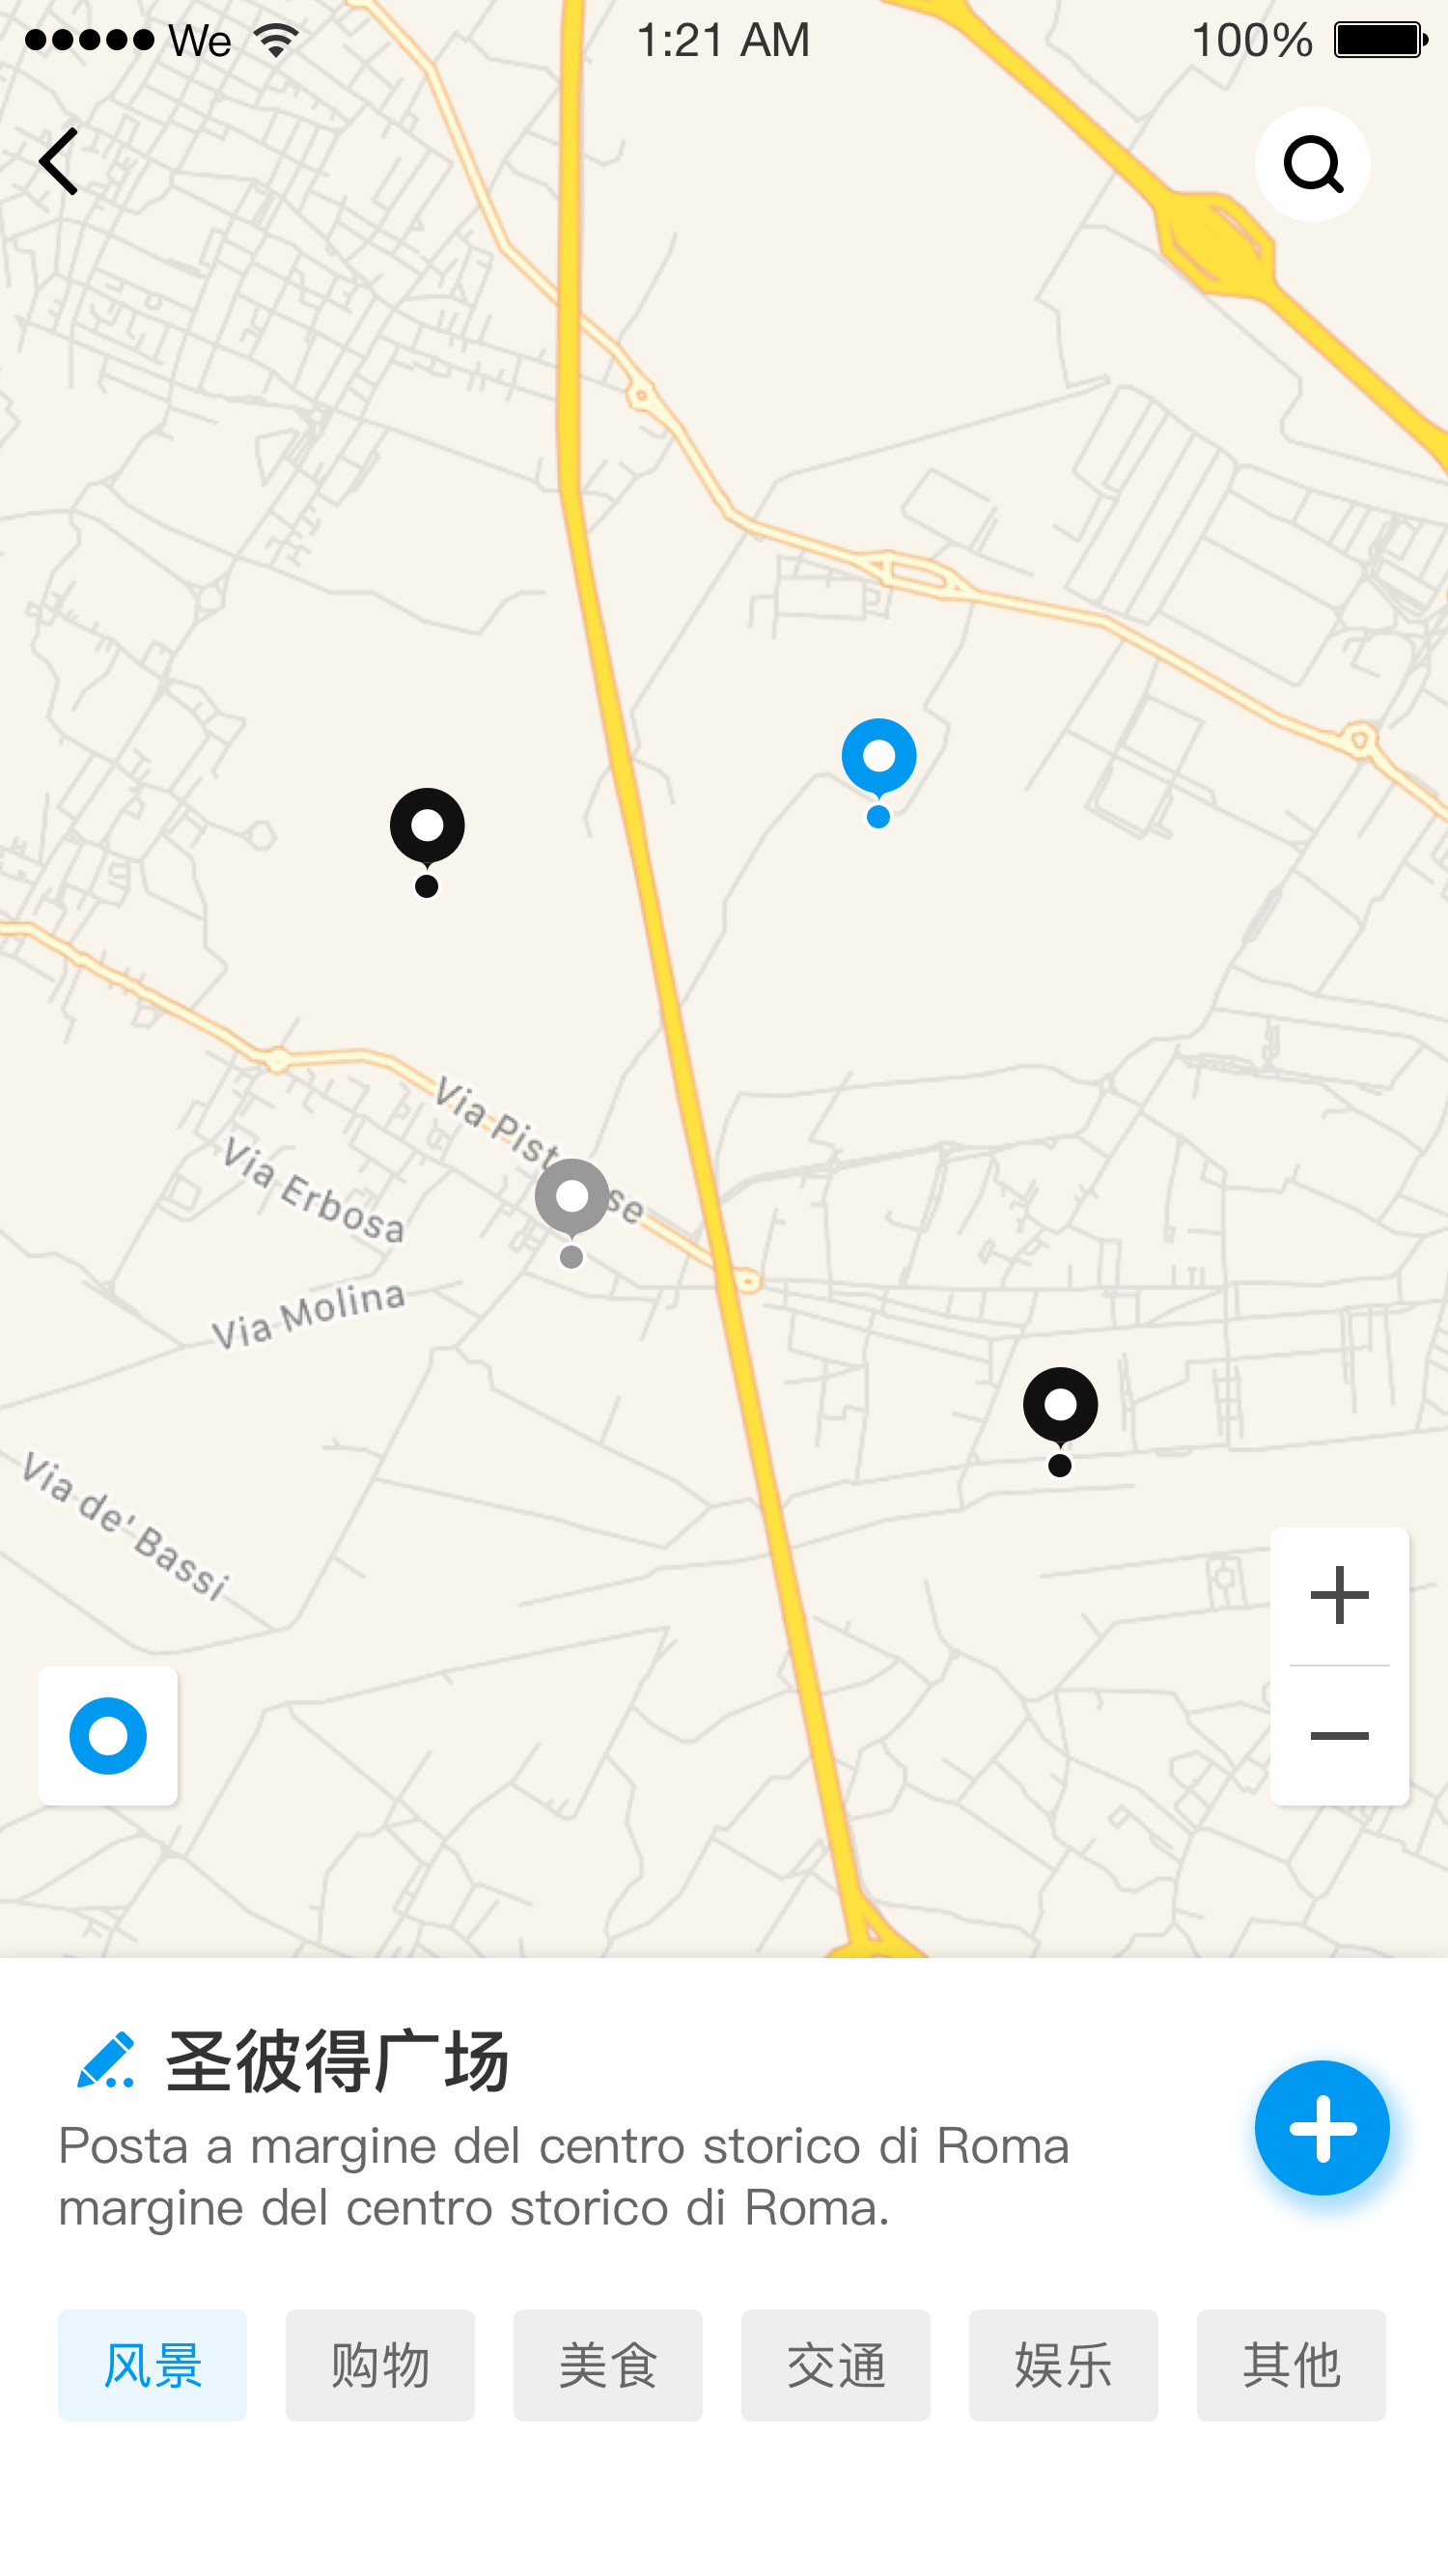 We 1:21 AM 100%
Via Erbosa
Via Molina
Via de' Bassi
圣彼得广场
Posta a margine del centro storico di Roma
margine del centro storico di Roma.
风景 购物 美食 交通 娱乐 其他